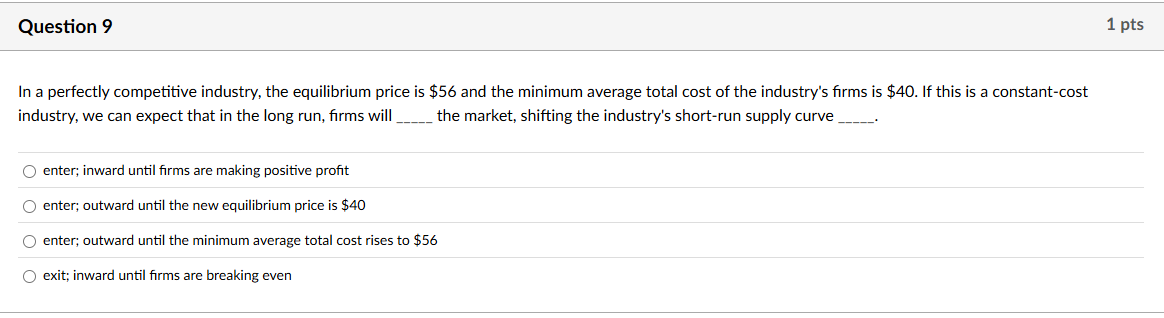 Question 9
1 pts
In a perfectly competitive industry, the equilibrium price is $56 and the minimum average total cost of the industry's firms is $40. If this is a constant-cost
industry, we can expect that in the long run, firms will _____ the market, shifting the industry's short-run supply curve _____.
enter; inward until firms are making positive profit
enter; outward until the new equilibrium price is $40
enter; outward until the minimum average total cost rises to $56
exit; inward until firms are breaking even